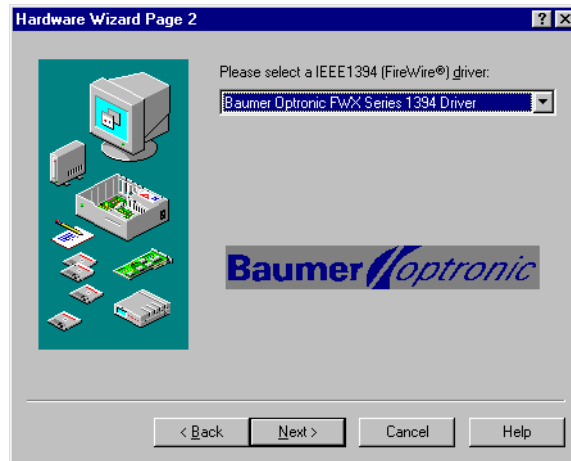 Hardware Wizard Page 2
Please select a IEEE1394 (FireWire®) driver:
Baumer Optronic FWX Series 1394 Driver
Baumer optronic
< Back Next > Cancel Help